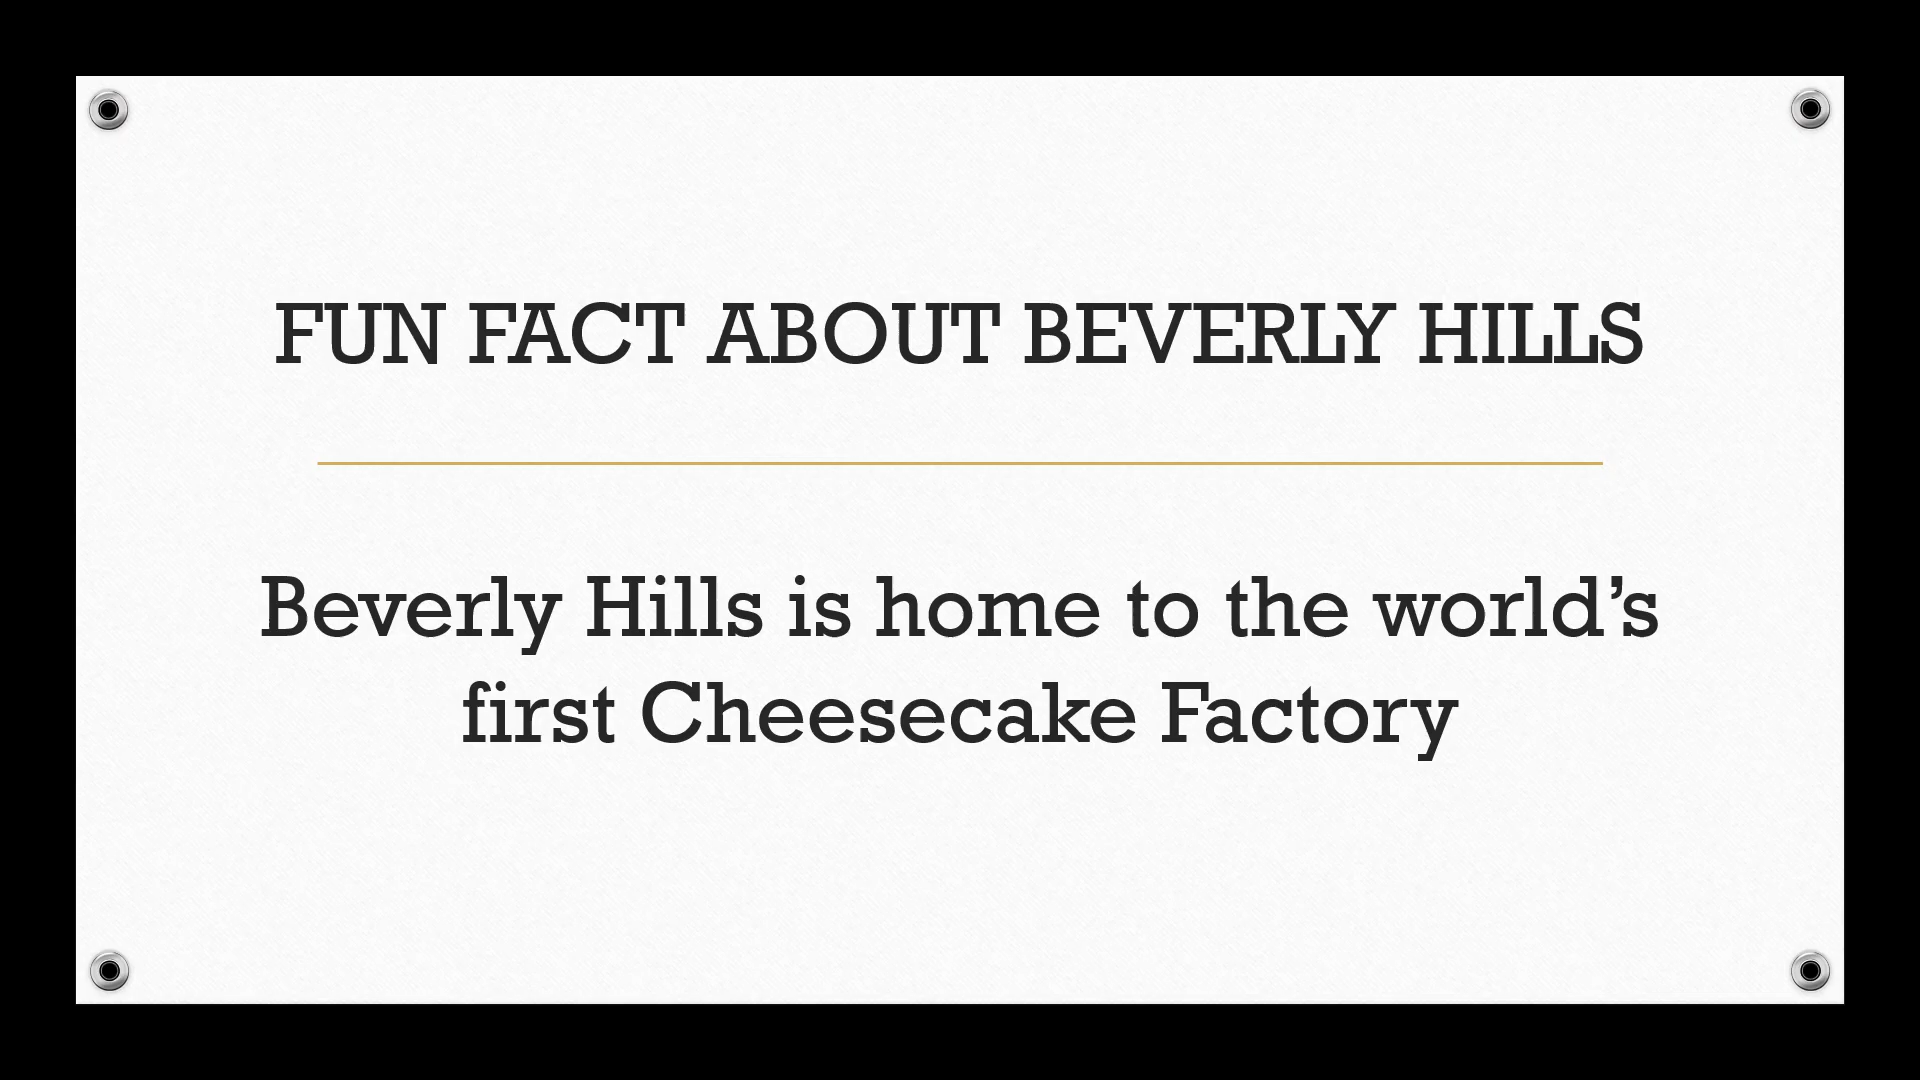 FUN FACT ABOUT BEVERLY HILLS
Beverly Hills is home to the world’s
first Cheesecake Factory